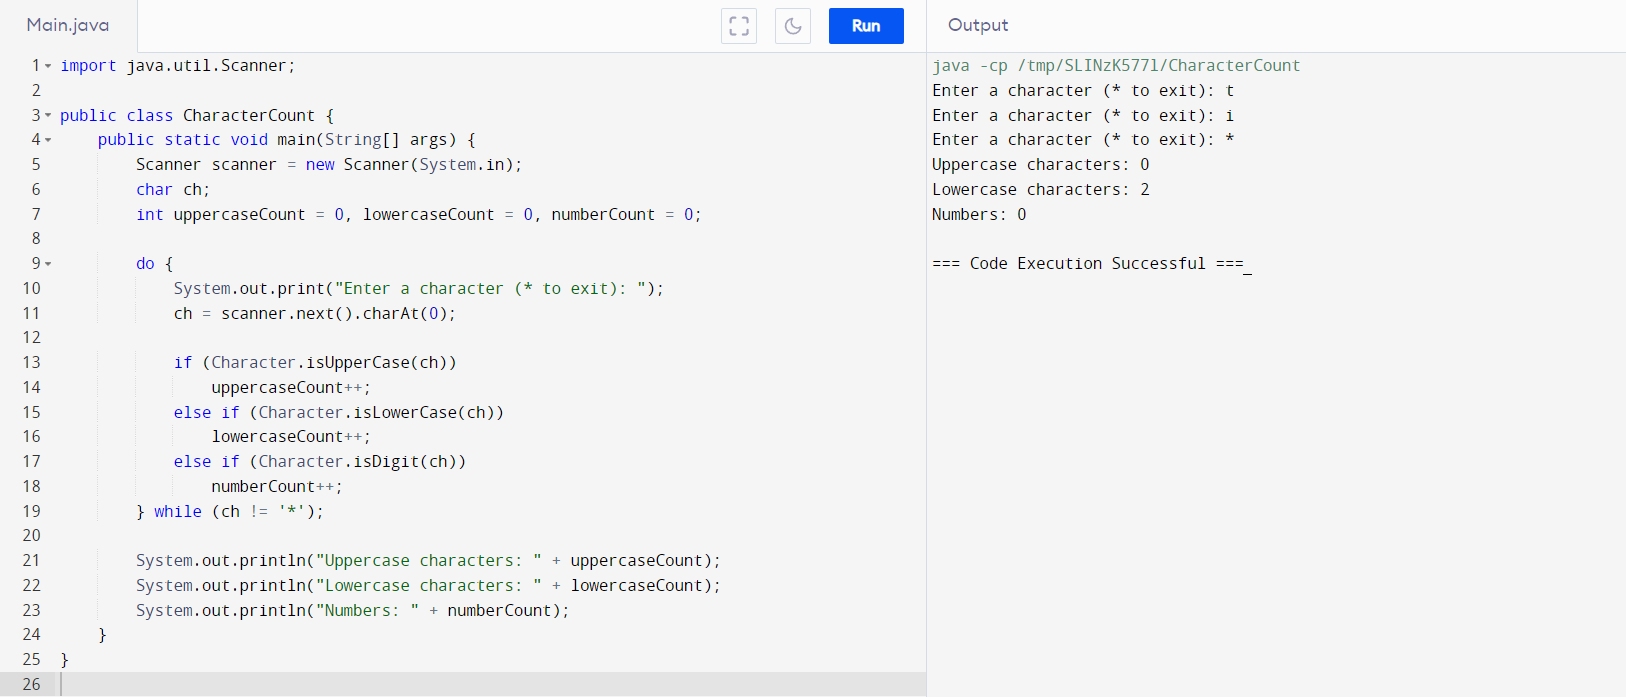 Main.java
Run
Output
1 import java.util.Scanner;
2
3 public class CharacterCount {
4     public static void main(String[] args) {
5         Scanner scanner = new Scanner(System.in);
6         char ch;
7         int uppercaseCount = 0, lowercaseCount = 0, numberCount = 0;
8
9         do {
10             System.out.print("Enter a character (* to exit): ");
11             ch = scanner.next().charAt(0);
12
13             if (Character.isUpperCase(ch))
14                 uppercaseCount++;
15             else if (Character.isLowerCase(ch))
16                 lowercaseCount++;
17             else if (Character.isDigit(ch))
18                 numberCount++;
19         } while (ch != '*');
20
21         System.out.println("Uppercase characters: " + uppercaseCount);
22         System.out.println("Lowercase characters: " + lowercaseCount);
23         System.out.println("Numbers: " + numberCount);
24     }
25 }
26
java -cp /tmp/SLINzK577l/CharacterCount
Enter a character (* to exit): t
Enter a character (* to exit): i
Enter a character (* to exit): *
Uppercase characters: 0
Lowercase characters: 2
Numbers: 0
=== Code Execution Successful ===_